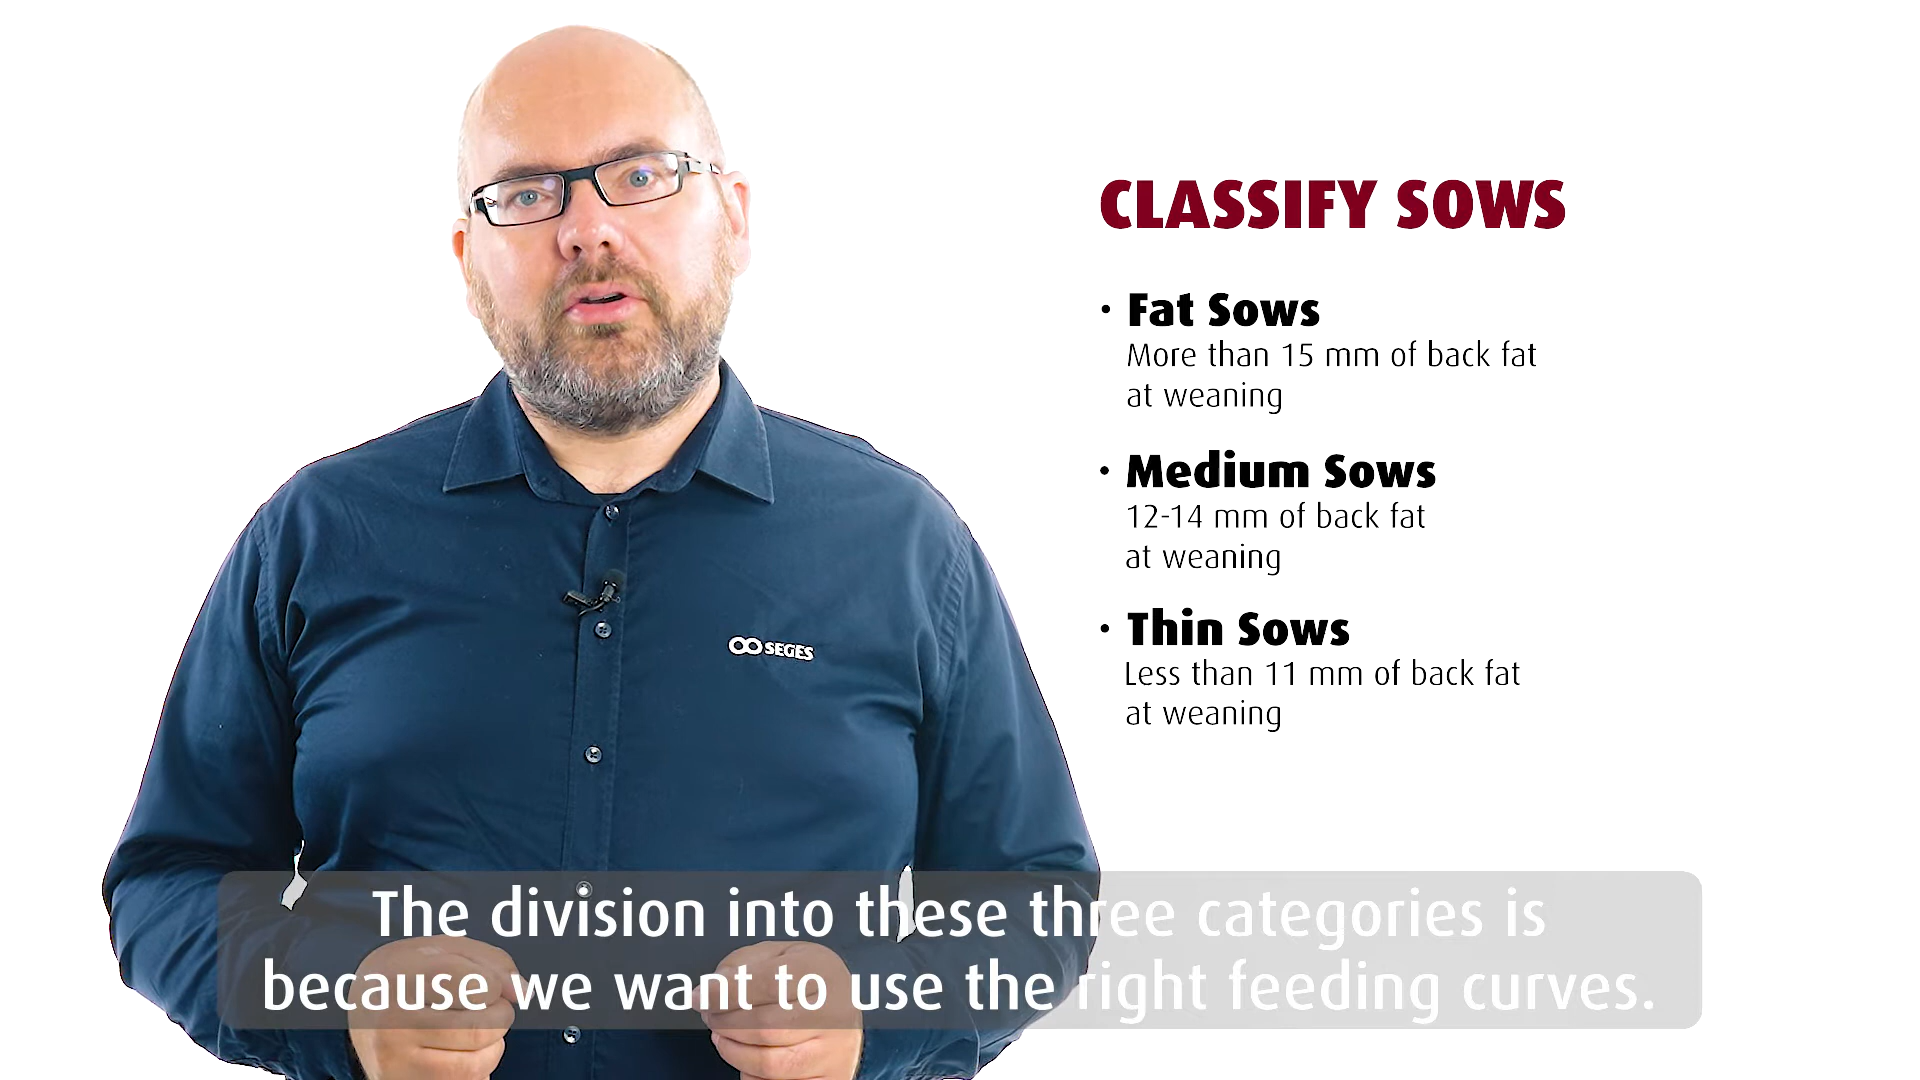 CLASSIFY SOWS
• Fat Sows
More than 15 mm of back fat
at weaning
• Medium Sows
12-14 mm of back fat
at weaning
• Thin Sows
Less than 11 mm of back fat
at weaning
SEGES
The division into these three categories is
because we want to use the right feeding curves.